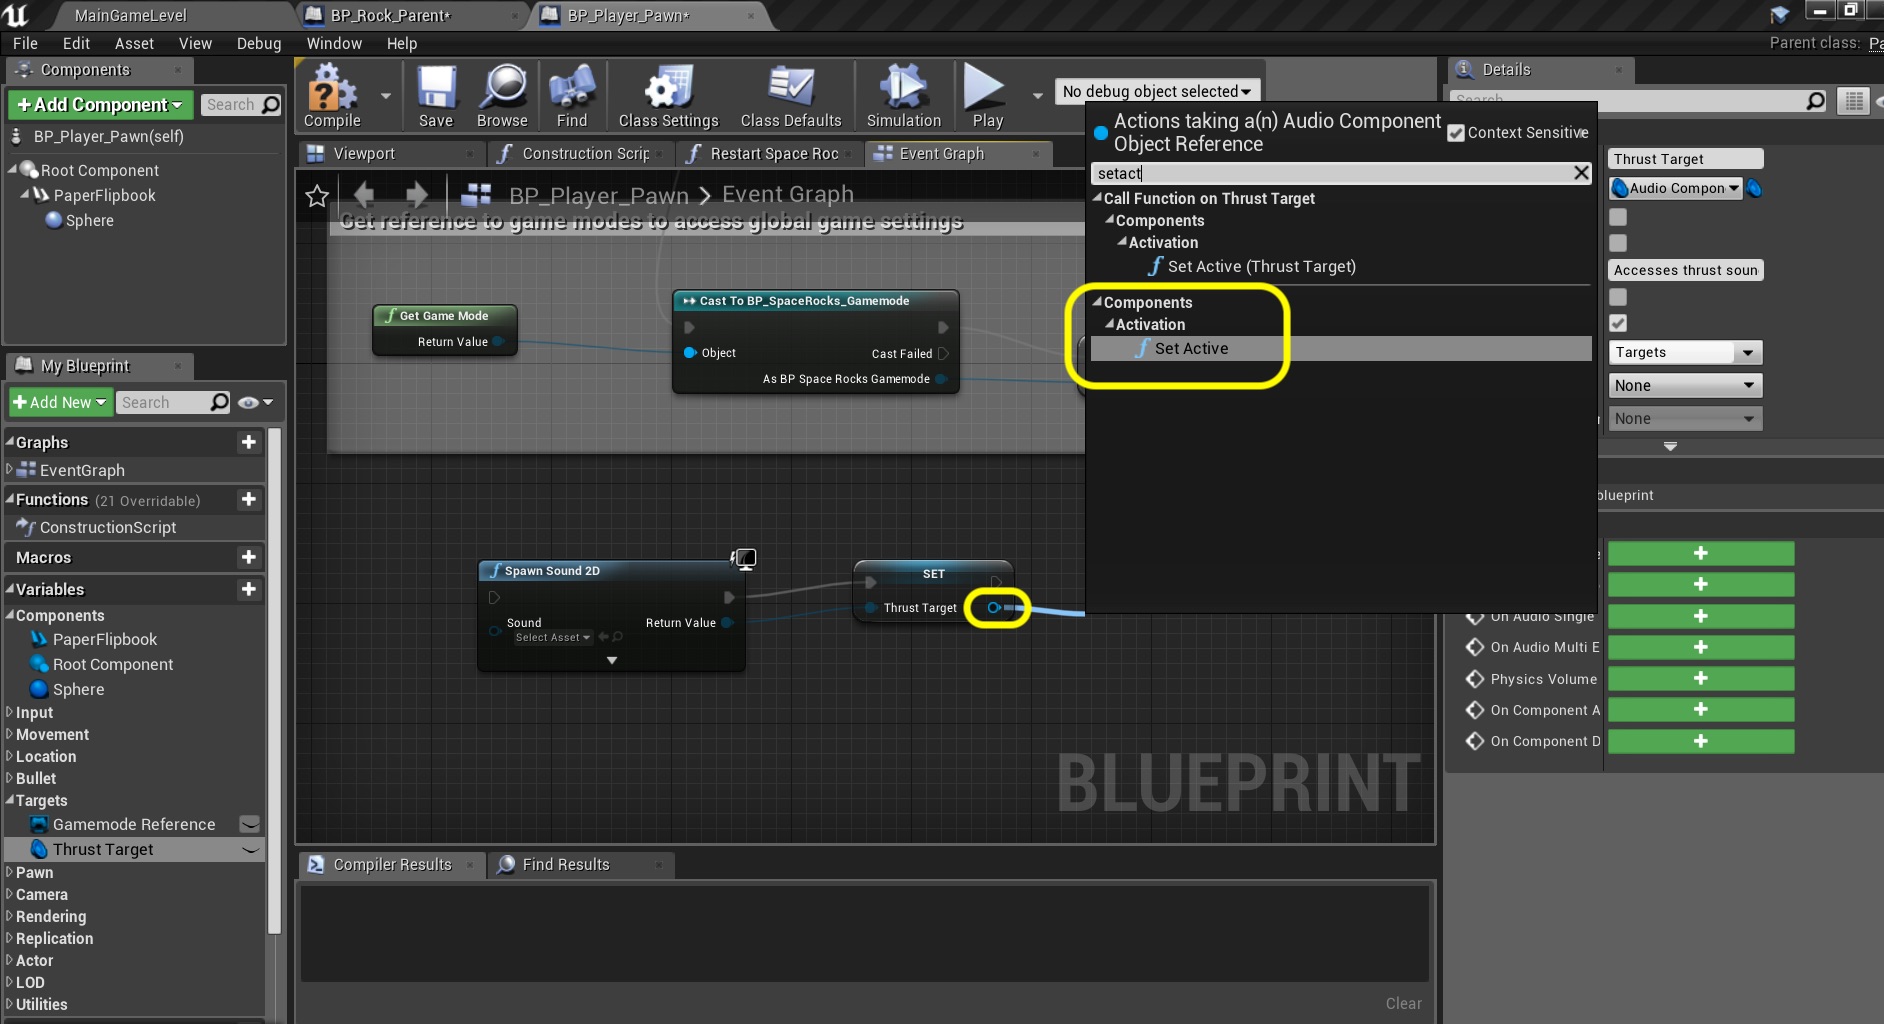 MainGameLevel
BP_Rock_Parent*
BP_Player_Pawn*
File Edit Asset View Debug Window Help
Parent class:
Components
+Add Component
Search
BP_Player_Pawn(self)
Root Component
PaperFlipbook
Sphere
My Blueprint
+Add New
Search
Graphs
EventGraph
Functions (21 Overridable)
ConstructionScript
Macros
Variables
Components
PaperFlipbook
Root Component
Sphere
Input
Movement
Location
Bullet
Targets
Gamemode Reference
Thrust Target
Pawn
Camera
Rendering
Replication
Actor
LOD
Utilities
Compile
Save
Browse
Find
Class Settings
Class Defaults
Simulation
Play
No debug object selected
Viewport
Construction Scrip
Restart Space Roc
Event Graph
BP_Player_Pawn > Event Graph
Get reference to game modes to access global game settings
Get Game Mode
Return Value
Cast To BP_SpaceRocks_Gamemode
Object
Cast Failed
As BP Space Rocks Gamemode
Spawn Sound 2D
Sound
Select Asset
Return Value
SET
Thrust Target
BLUEPRINT
Actions taking a(n) Audio Component
Object Reference
Context Sensitive
setact
Call Function on Thrust Target
Components
Activation
Set Active (Thrust Target)
Components
Activation
Set Active
Compiler Results
Find Results
Clear
Details
Search
Thrust Target
Audio Compon
Accesses thrust soun
Targets
None
None
blueprint
On Audio Single
On Audio Multi E
Physics Volume
On Component A
On Component D